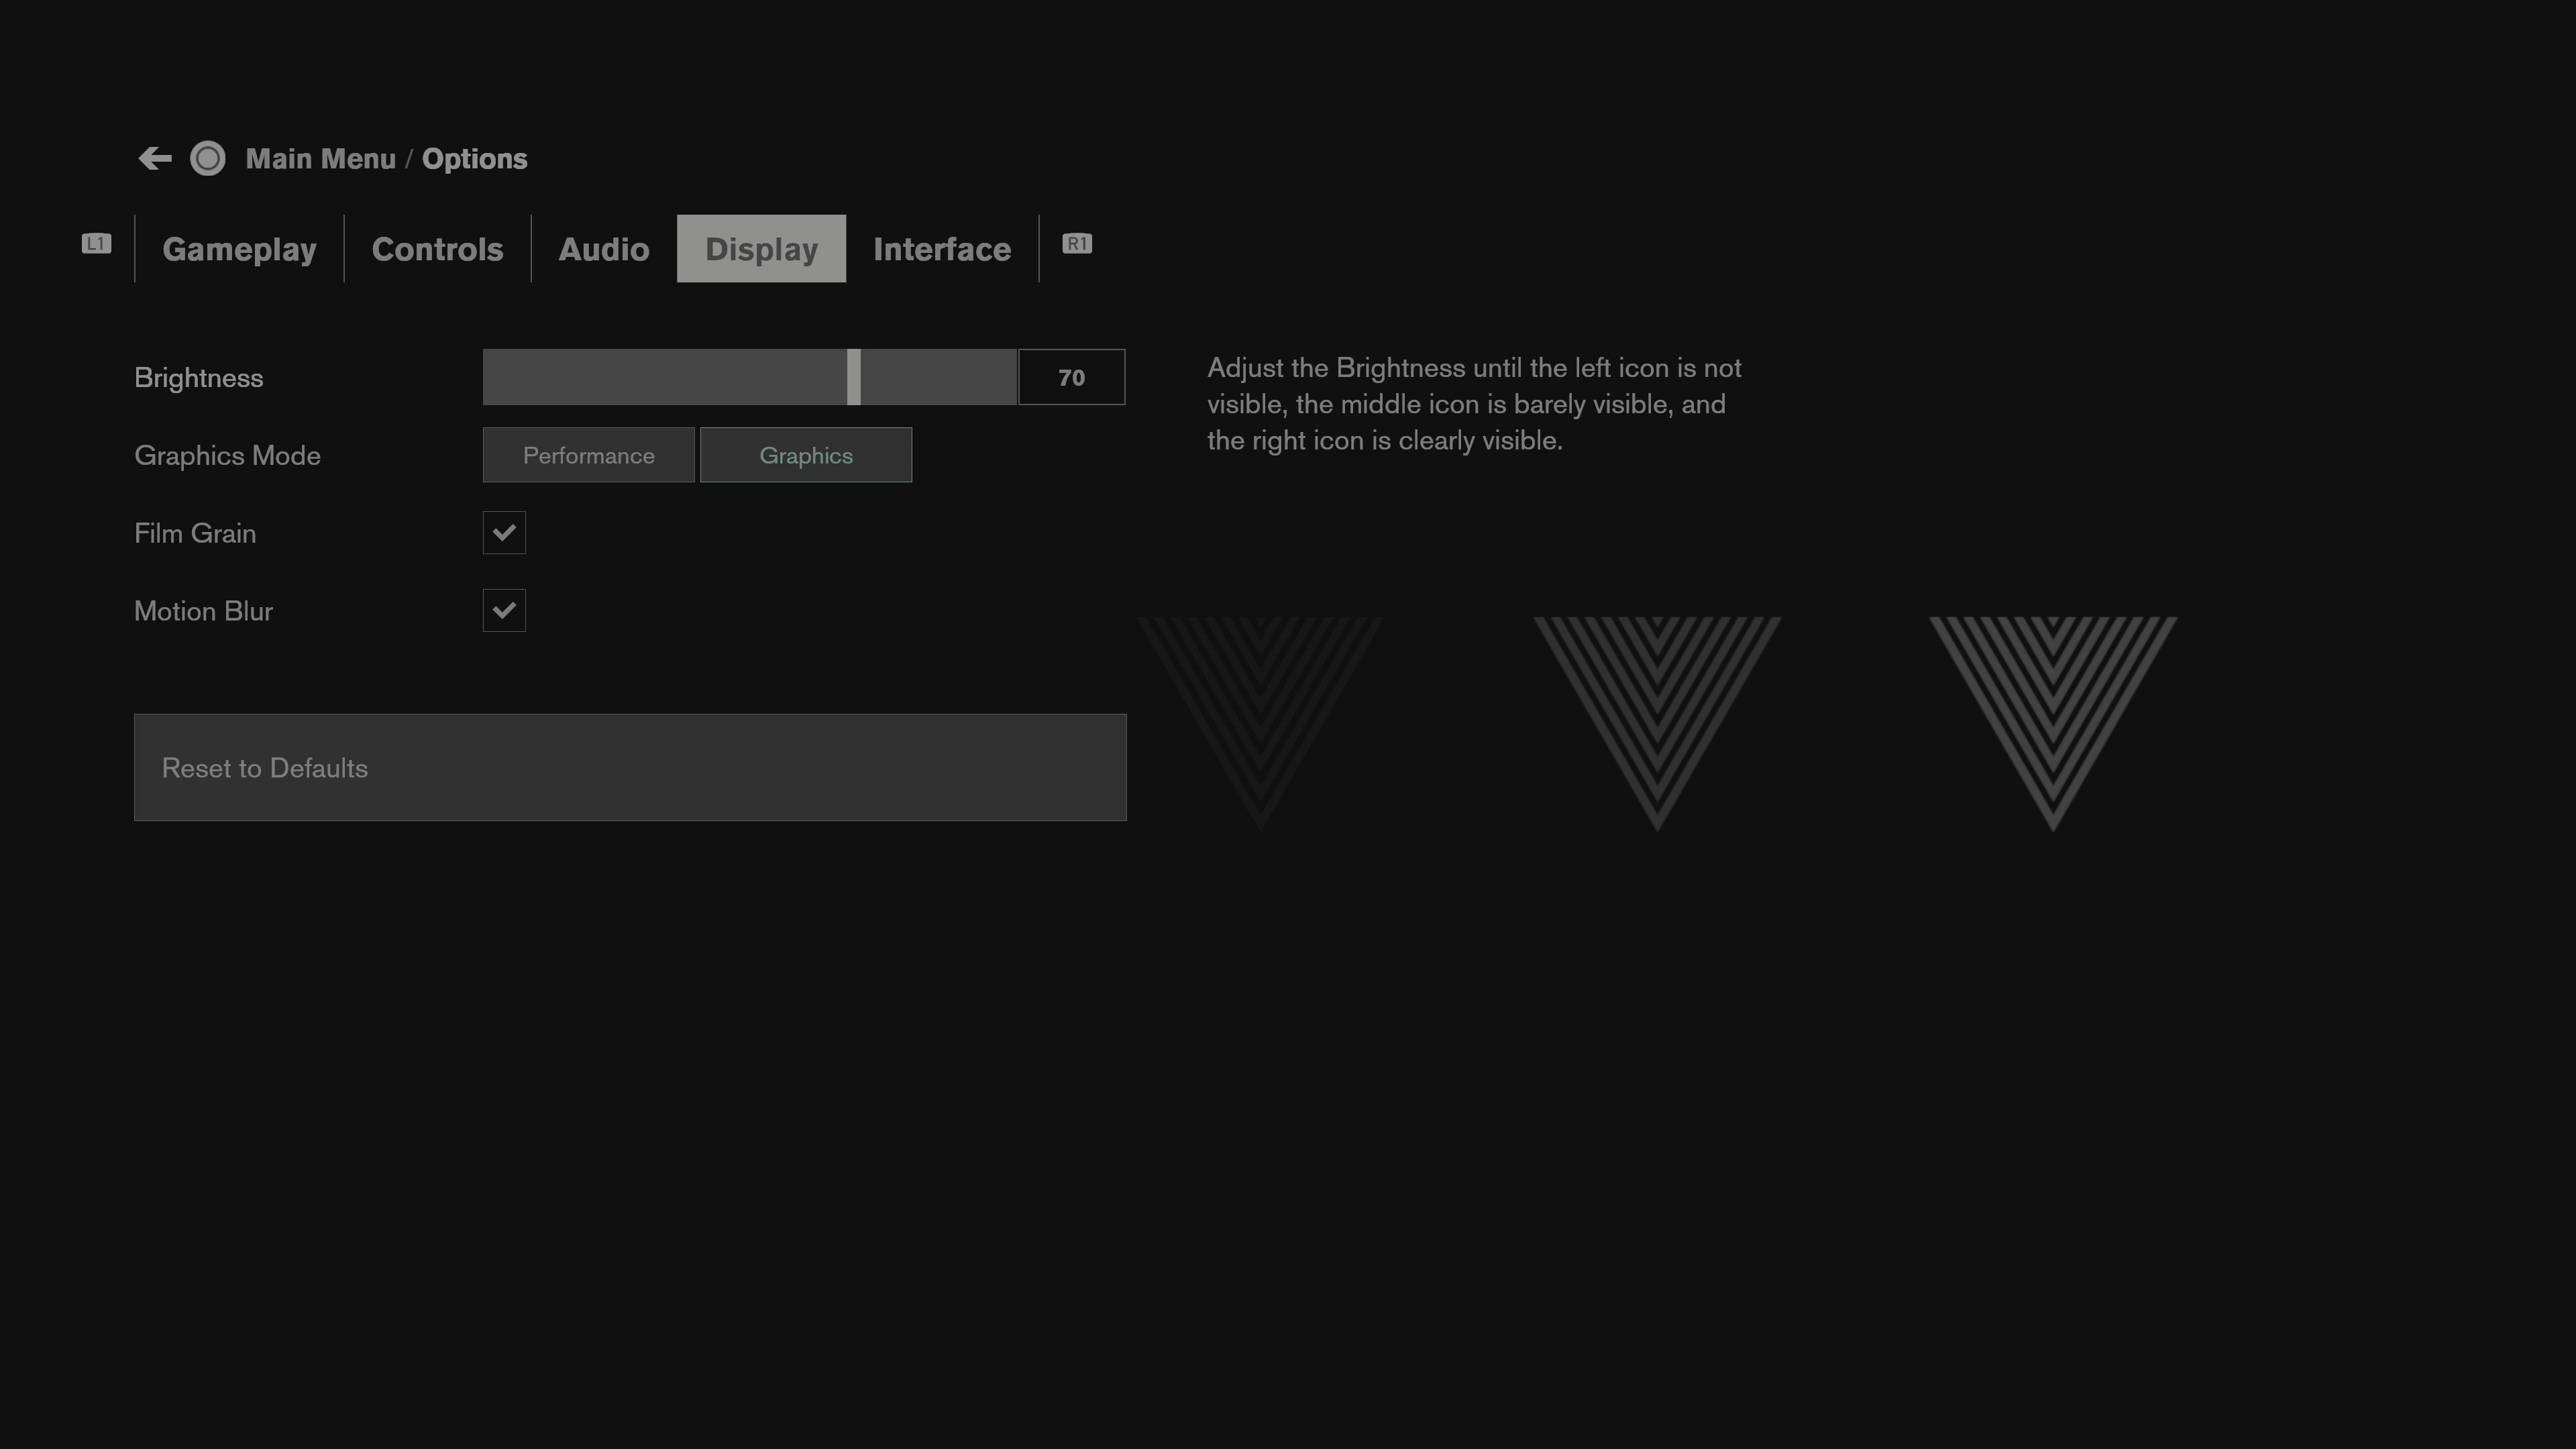 Main Menu / Options
L1 Gameplay Controls Audio Display Interface R1
Brightness 70
Graphics Mode Performance Graphics
Film Grain
Motion Blur
Reset to Defaults
Adjust the Brightness until the left icon is not
visible, the middle icon is barely visible, and
the right icon is clearly visible.